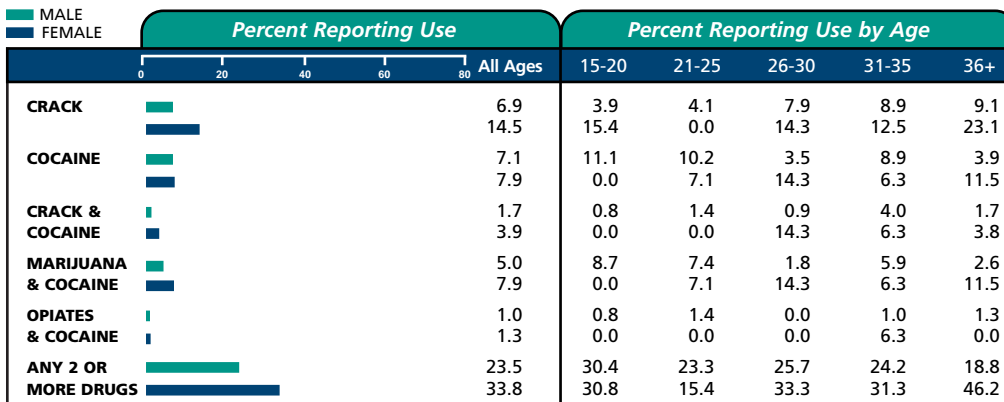 MALE
FEMALE
Percent Reporting Use Percent Reporting Use by Age
0 20 40 60 80 All Ages 15-20 21-25 26-30 31-35 36+
CRACK 6.9 3.9 4.1 7.9 8.9 9.1
14.5 15.4 0.0 14.3 12.5 23.1
COCAINE 7.1 11.1 10.2 3.5 8.9 3.9
7.9 0.0 7.1 14.3 6.3 11.5
CRACK & 1.7 0.8 1.4 0.9 4.0 1.7
COCAINE 3.9 0.0 0.0 14.3 6.3 3.8
MARIJUANA 5.0 8.7 7.4 1.8 5.9 2.6
& COCAINE 7.9 0.0 7.1 14.3 6.3 11.5
OPIATES 1.0 0.8 1.4 0.0 1.0 1.3
& COCAINE 1.3 0.0 0.0 0.0 6.3 0.0
ANY 2 OR 23.5 30.4 23.3 25.7 24.2 18.8
MORE DRUGS 33.8 30.8 15.4 33.3 31.3 46.2